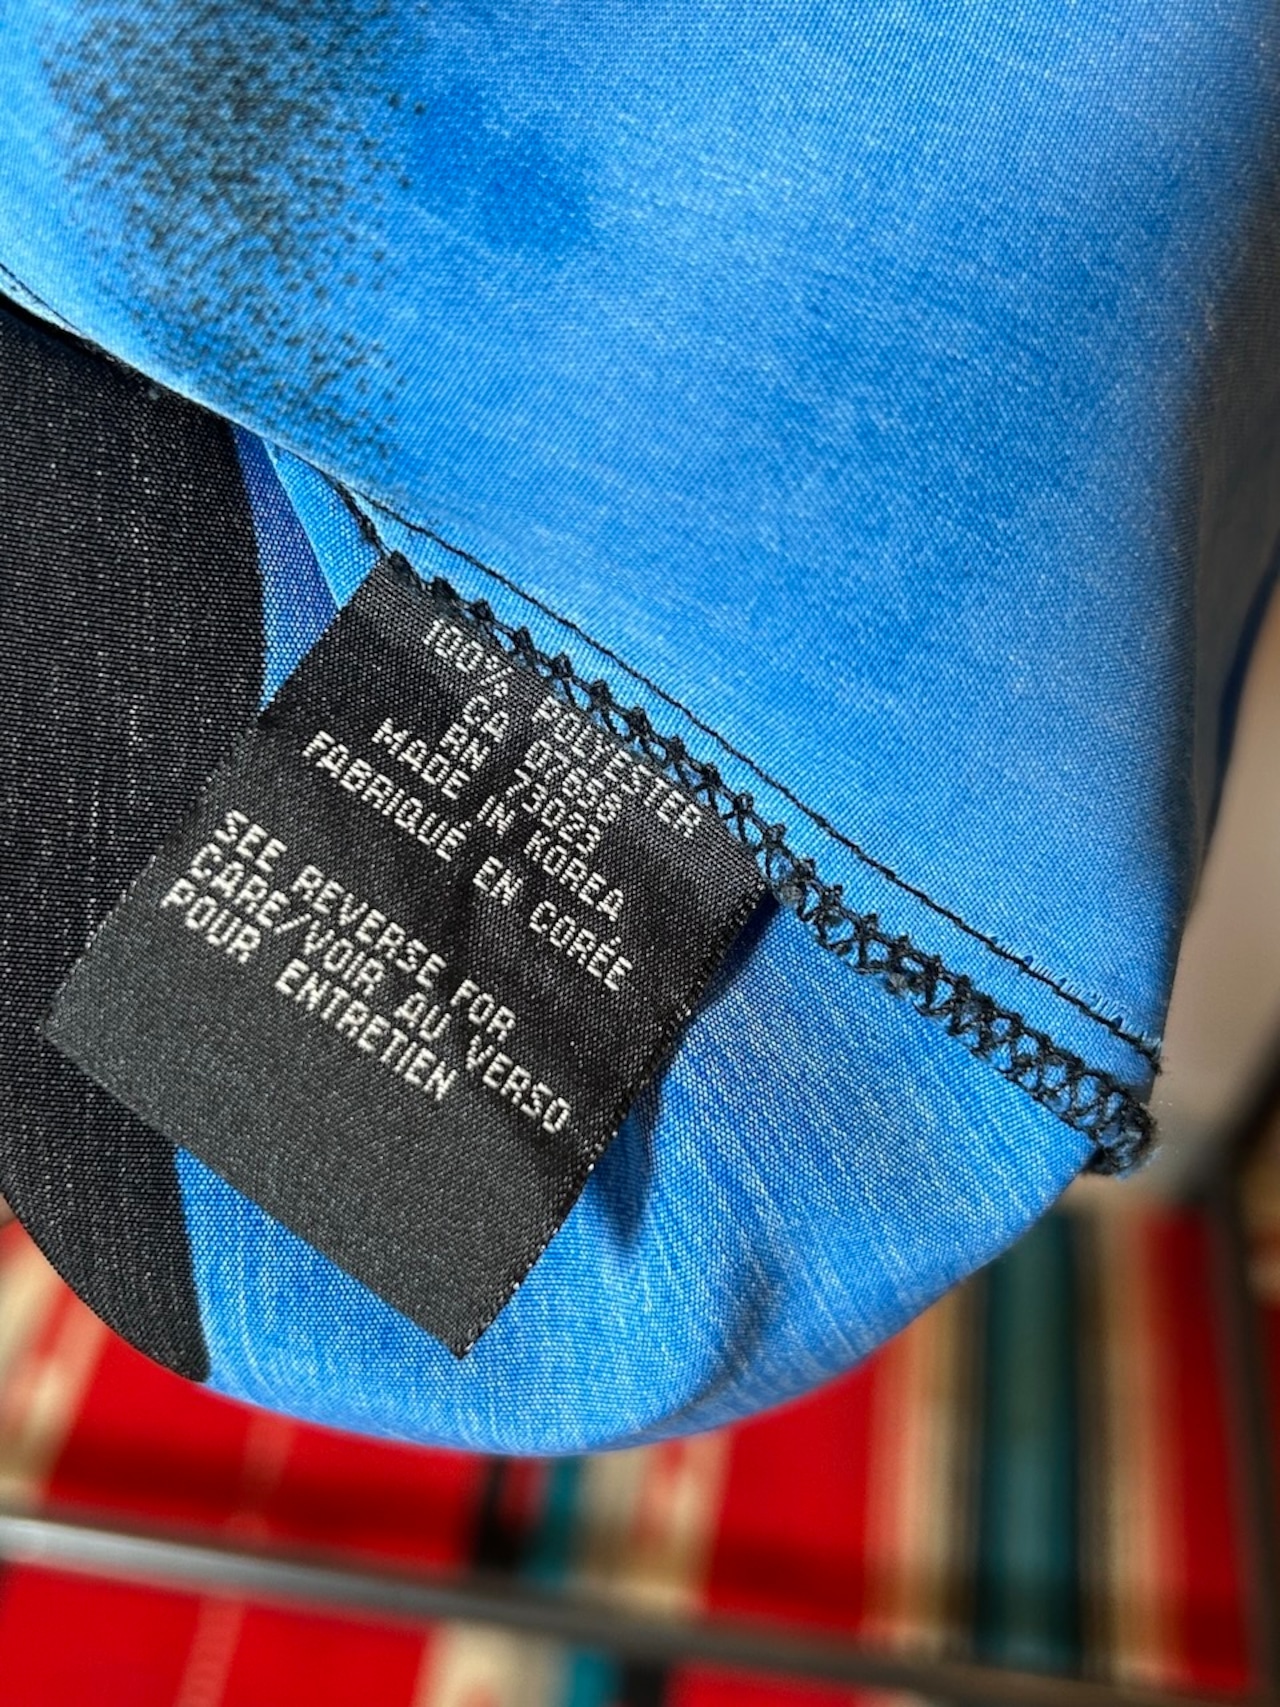 100% POLYESTER
CA 07656
RN 73023
MADE IN KOREA
FABRIQUÉ EN CORÉE
SEE REVERSE FOR
CARE/VOIR AU VERSO
POUR ENTRETIEN